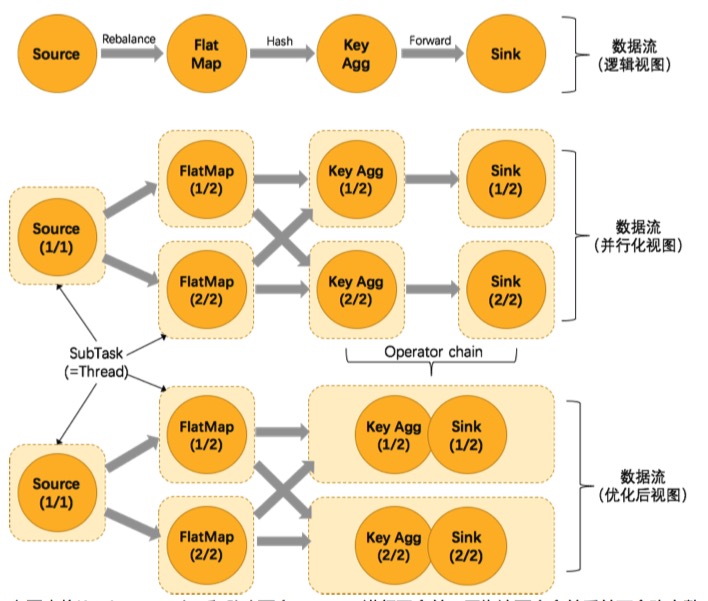 Source
Rebalance
Flat
Map
Hash
Key
Agg
Forward
Sink
数据流
(逻辑视图)
FlatMap
(1/2)
Key Agg
(1/2)
Sink
(1/2)
Source
(1/1)
数据流
(并行化视图)
FlatMap
(2/2)
Key Agg
(2/2)
Sink
(2/2)
SubTask
(=Thread)
Operator chain
FlatMap
(1/2)
Key Agg
(1/2)
Sink
(1/2)
Source
(1/1)
数据流
(优化后视图)
FlatMap
(2/2)
Key Agg
(2/2)
Sink
(2/2)